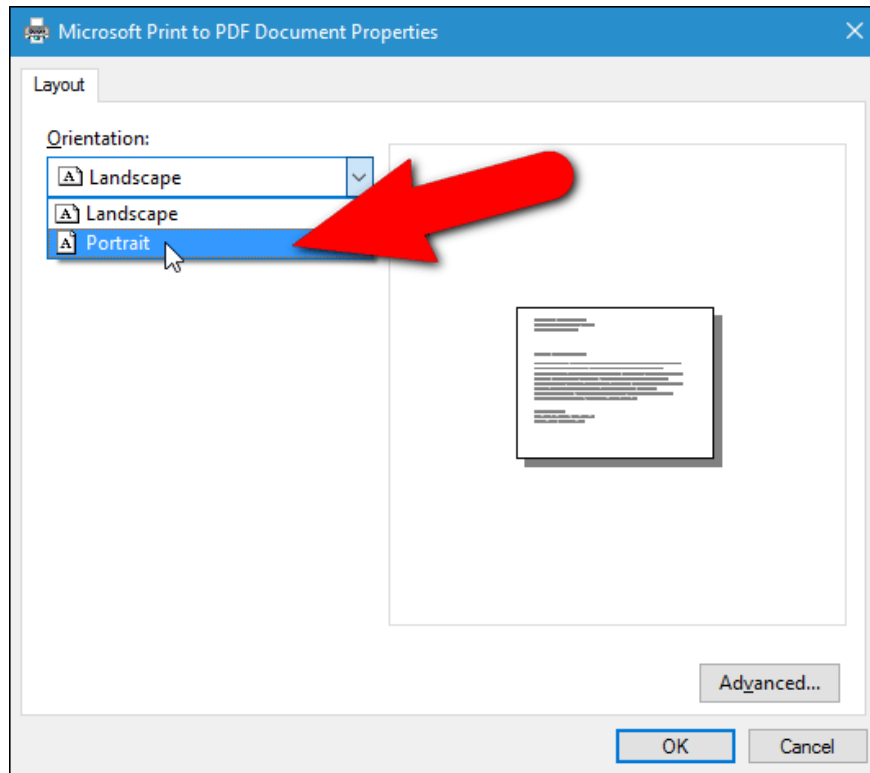 Microsoft Print to PDF Document Properties
Layout
Orientation:
Landscape
Landscape
Portrait
Advanced...
OK Cancel